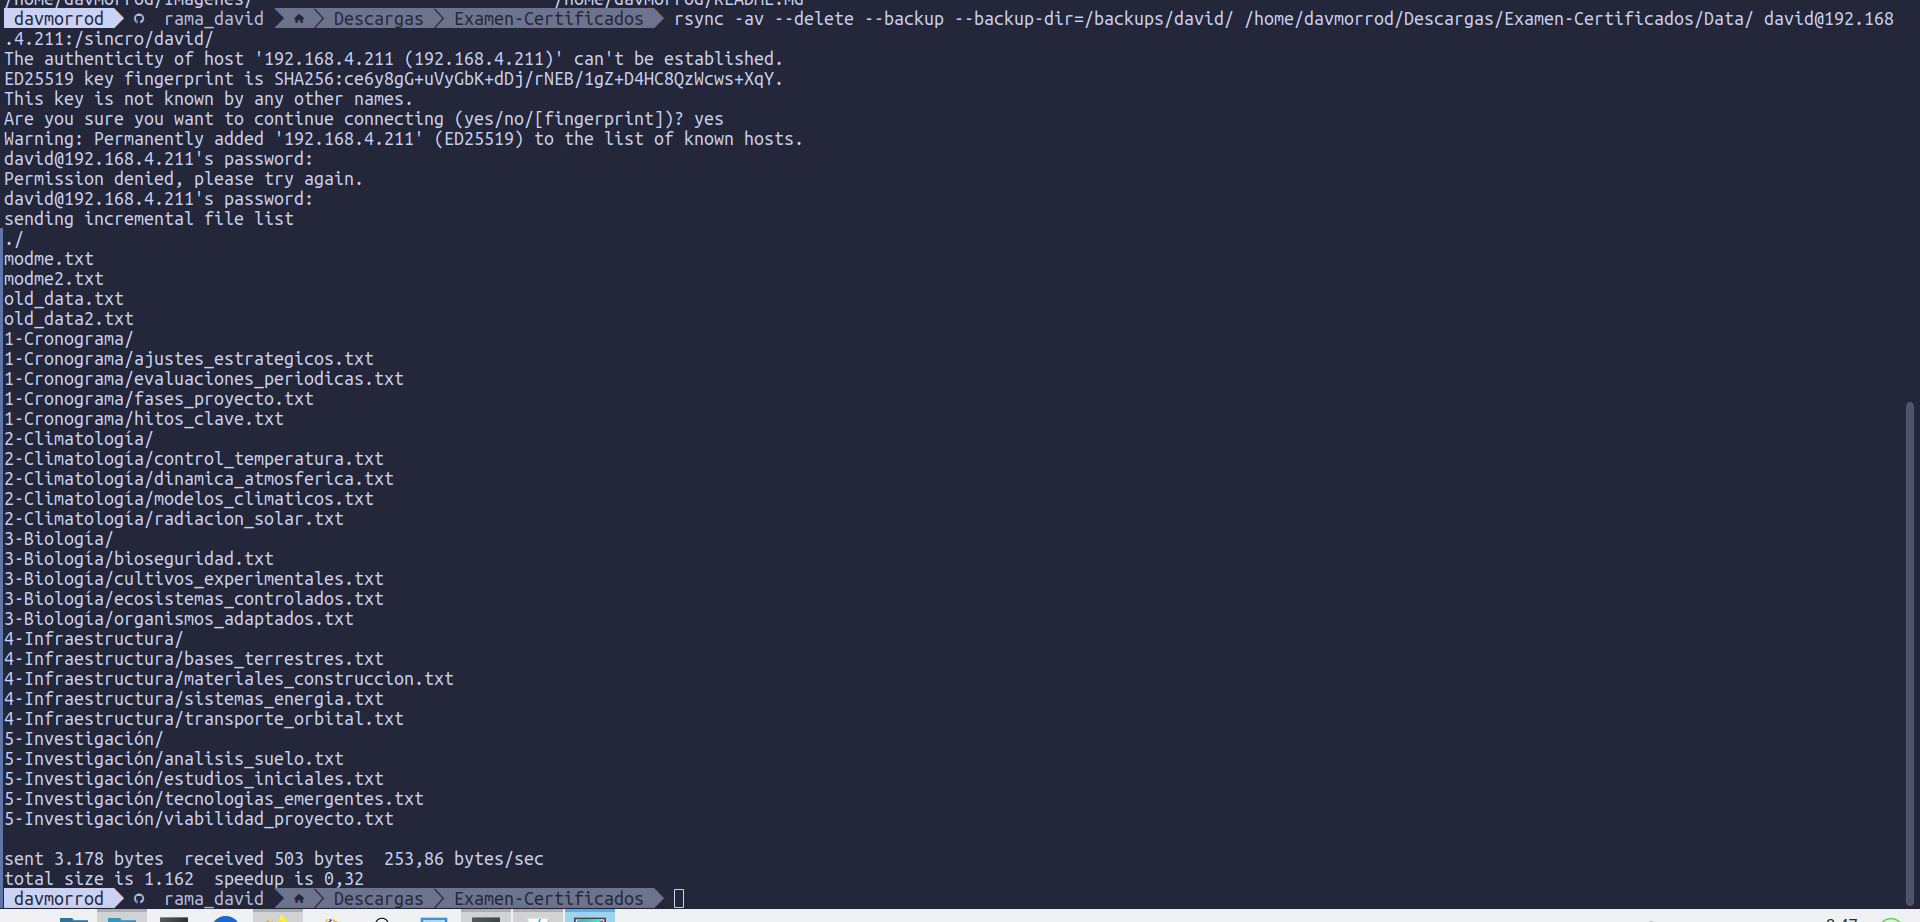 /home/davmorrod/Imágenes/ /home/davmorrod/README.md
davmorrod rama_david Descargas Examen-Certificados rsync -av --delete --backup --backup-dir=/backups/david/ /home/davmorrod/Descargas/Examen-Certificados/Data/ david@192.168
.4.211:/sincro/david/
The authenticity of host '192.168.4.211 (192.168.4.211)' can't be established.
ED25519 key fingerprint is SHA256:ce6y8gG+uVyGbK+dDj/rNEB/1gZ+D4HC8QzWcws+XqY.
This key is not known by any other names.
Are you sure you want to continue connecting (yes/no/[fingerprint])? yes
Warning: Permanently added '192.168.4.211' (ED25519) to the list of known hosts.
david@192.168.4.211's password:
Permission denied, please try again.
david@192.168.4.211's password:
sending incremental file list
./
modme.txt
modme2.txt
old_data.txt
old_data2.txt
1-Cronograma/
1-Cronograma/ajustes_estrategicos.txt
1-Cronograma/evaluaciones_periodicas.txt
1-Cronograma/fases_proyecto.txt
1-Cronograma/hitos_clave.txt
2-Climatología/
2-Climatología/control_temperatura.txt
2-Climatología/dinamica_atmosferica.txt
2-Climatología/modelos_climaticos.txt
2-Climatología/radiacion_solar.txt
3-Biología/
3-Biología/bioseguridad.txt
3-Biología/cultivos_experimentales.txt
3-Biología/ecosistemas_controlados.txt
3-Biología/organismos_adaptados.txt
4-Infraestructura/
4-Infraestructura/bases_terrestres.txt
4-Infraestructura/materiales_construccion.txt
4-Infraestructura/sistemas_energia.txt
4-Infraestructura/transporte_orbital.txt
5-Investigación/
5-Investigación/analisis_suelo.txt
5-Investigación/estudios_iniciales.txt
5-Investigación/tecnologias_emergentes.txt
5-Investigación/viabilidad_proyecto.txt
sent 3.178 bytes received 503 bytes 253,86 bytes/sec
total size is 1.162 speedup is 0,32
davmorrod rama_david Descargas Examen-Certificados